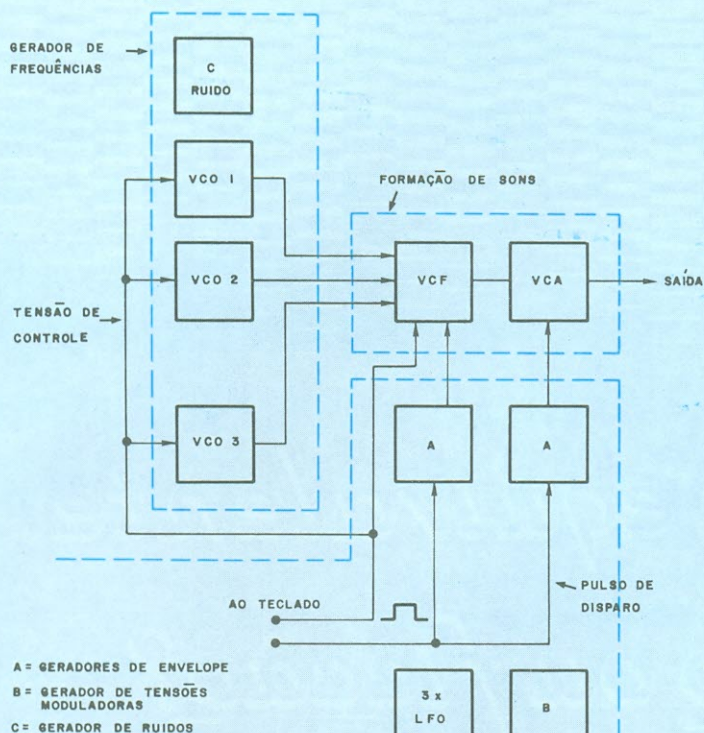 GERADOR DE
FREQUÊNCIAS
C
RUIDO
VCO 1
FORMAÇÃO DE SONS
VCO 2
VCF
VCA
SAÍDA
TENSÃO DE
CONTROLE
VCO 3
A
A
PULSO DE
DISPARO
AO TECLADO
A = GERADORES DE ENVELOPE
B = GERADOR DE TENSÕES
MODULADORAS
C = GERADOR DE RUIDOS
3 x
LFO
B